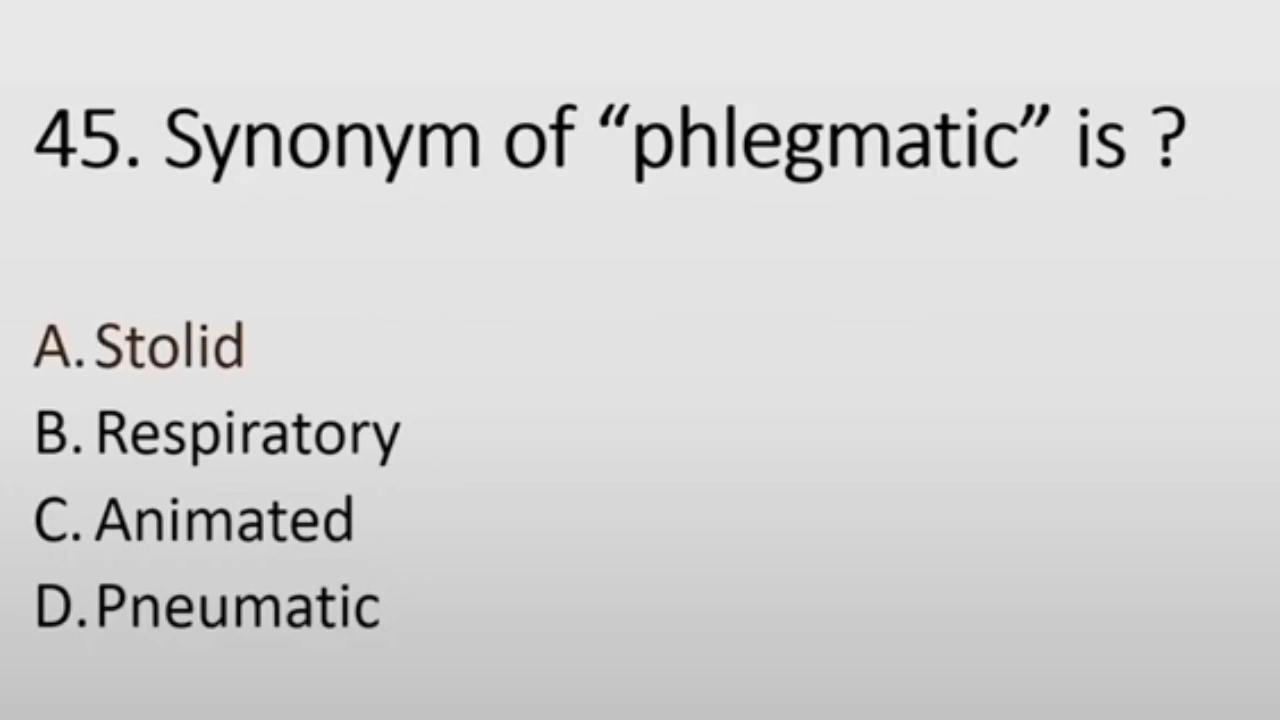 45. Synonym of “phlegmatic” is ?
A. Stolid
B. Respiratory
C. Animated
D. Pneumatic